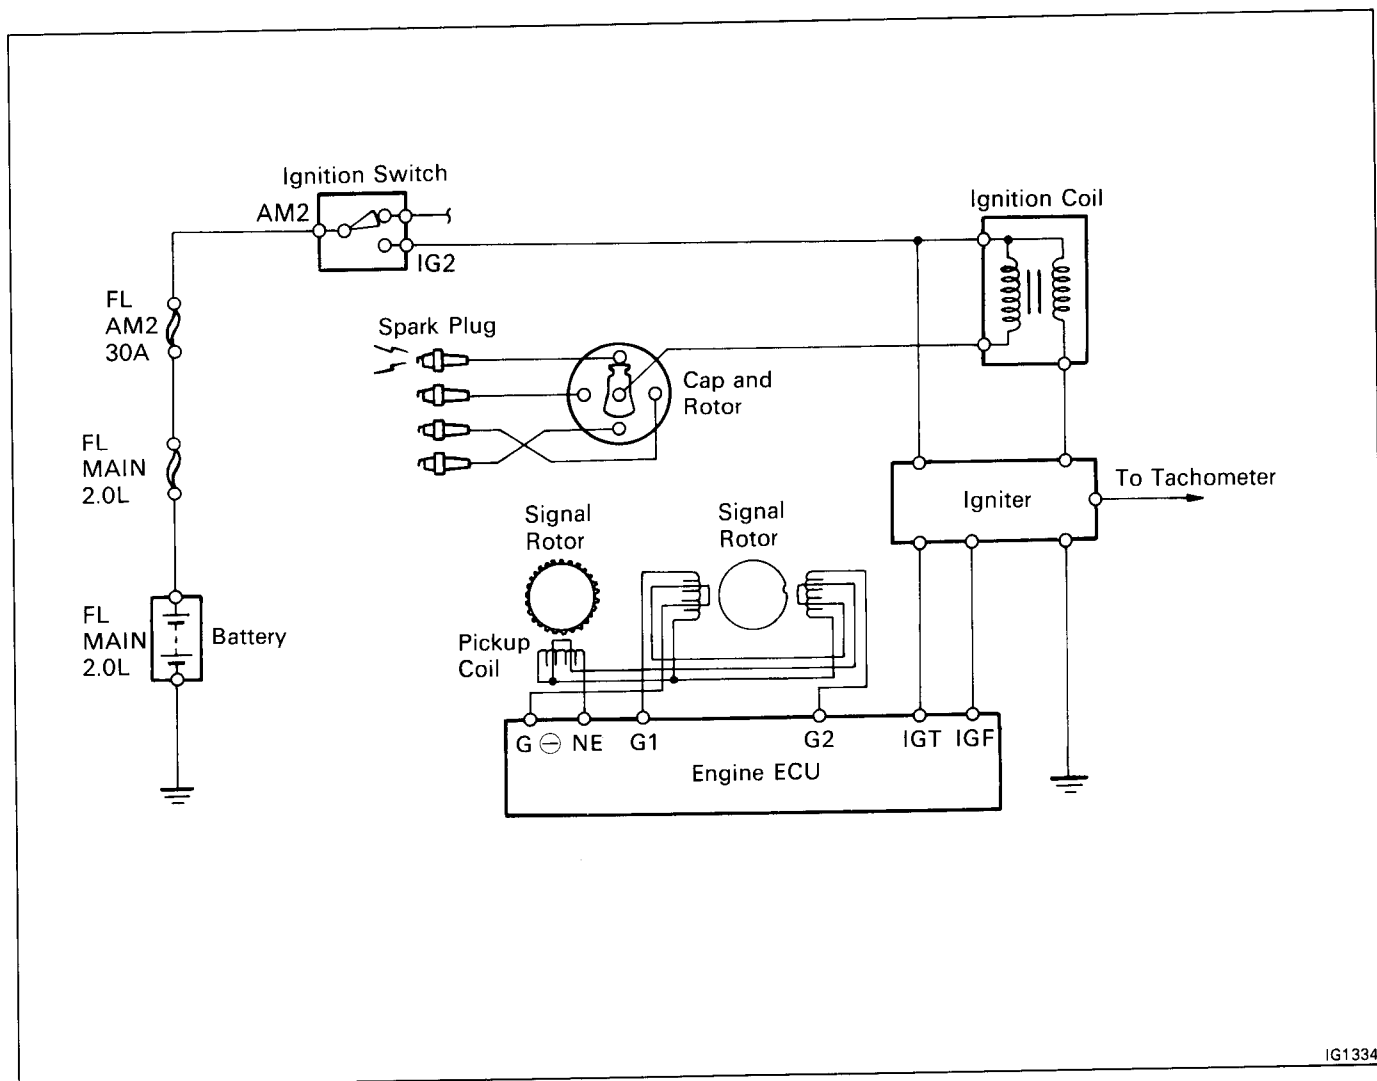 Ignition Switch
AM2
IG2
Ignition Coil
FL
AM2
30A
Spark Plug
Cap and
Rotor
FL
MAIN
2.0L
Igniter
To Tachometer
Signal
Rotor
Signal
Rotor
FL
MAIN
2.0L
Battery
Pickup
Coil
G ⊖ NE G1 G2 IGT IGF
Engine ECU
IG1334